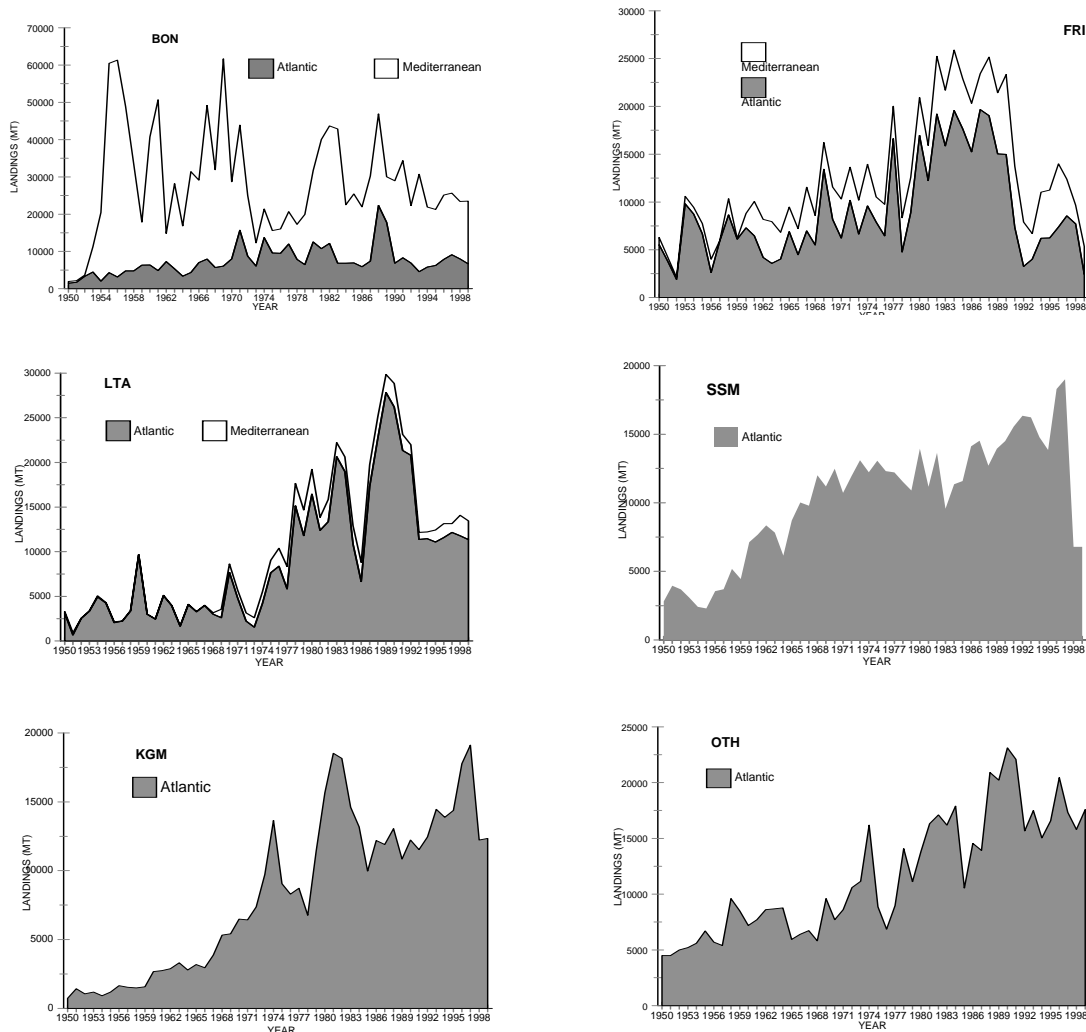 BON
Atlantic
Mediterranean
LANDINGS (MT)
70000
60000
50000
40000
30000
20000
10000
0
1950 1954 1958 1962 1966 1970 1974 1978 1982 1986 1990 1994 1998
YEAR
FRI
Mediterranean
Atlantic
LANDINGS (MT)
30000
25000
20000
15000
10000
5000
0
1950 1953 1956 1959 1962 1965 1968 1971 1974 1977 1980 1983 1986 1989 1992 1995 1998
YEAR
LTA
Atlantic
Mediterranean
LANDINGS (MT)
30000
25000
20000
15000
10000
5000
0
1950 1953 1956 1959 1962 1965 1968 1971 1974 1977 1980 1983 1986 1989 1992 1995 1998
YEAR
SSM
Atlantic
LANDINGS (MT)
20000
15000
10000
5000
0
1950 1953 1956 1959 1962 1965 1968 1971 1974 1977 1980 1983 1986 1989 1992 1995 1998
YEAR
KGM
Atlantic
LANDINGS (MT)
20000
15000
10000
5000
0
1950 1953 1956 1959 1962 1965 1968 1971 1974 1977 1980 1983 1986 1989 1992 1995 1998
YEAR
OTH
Atlantic
LANDINGS (MT)
25000
20000
15000
10000
5000
0
1950 1953 1956 1959 1962 1965 1968 1971 1974 1977 1980 1983 1986 1989 1992 1995 1998
YEAR